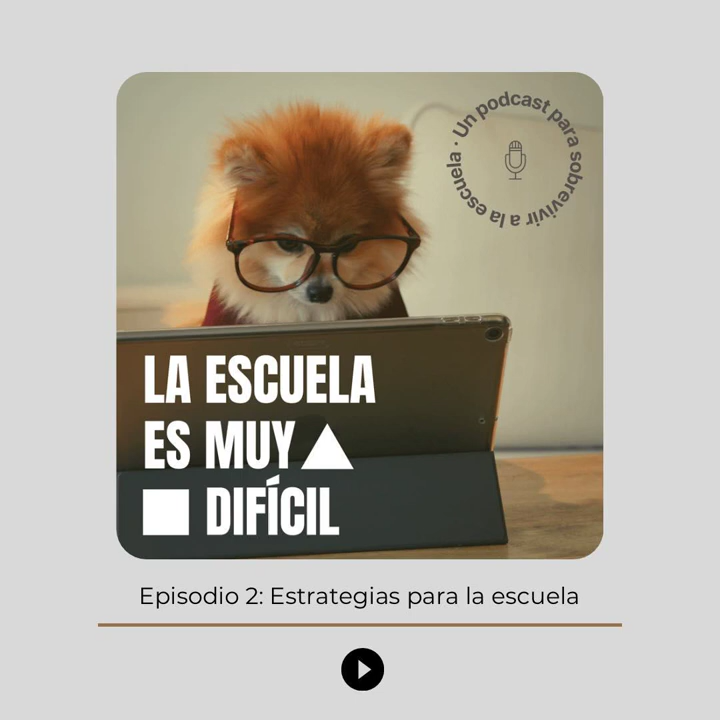 Un podcast para sobrevivir a la escuela ·
LA ESCUELA
ES MUY
DIFÍCIL
Episodio 2: Estrategias para la escuela